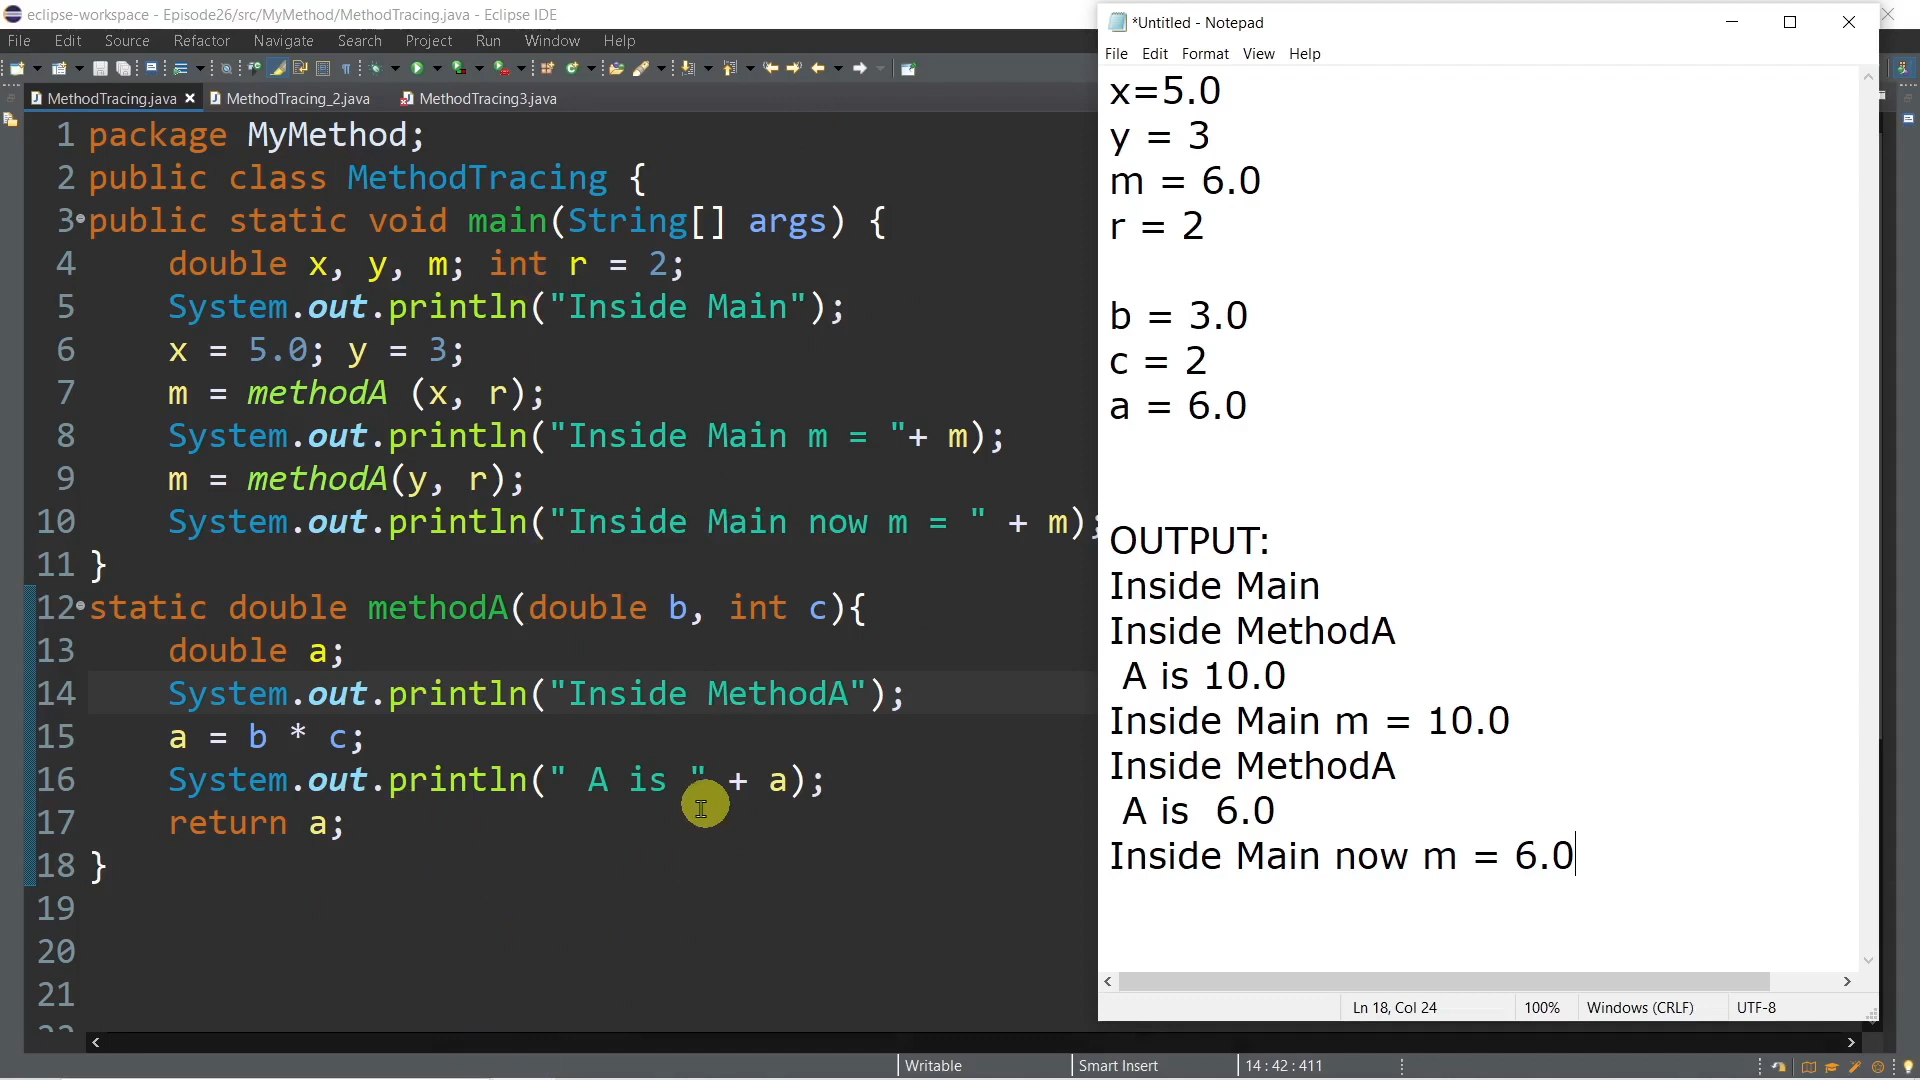 eclipse-workspace - Episode26/src/MyMethod/MethodTracing.java - Eclipse IDE
File Edit Source Refactor Navigate Search Project Run Window Help
MethodTracing.java MethodTracing_2.java MethodTracing3.java
1 package MyMethod;
2 public class MethodTracing {
3 public static void main(String[] args) {
4 double x, y, m; int r = 2;
5 System.out.println("Inside Main");
6 x = 5.0; y = 3;
7 m = methodA (x, r);
8 System.out.println("Inside Main m = "+ m);
9 m = methodA(y, r);
10 System.out.println("Inside Main now m = " + m);
11 }
12 static double methodA(double b, int c){
13 double a;
14 System.out.println("Inside MethodA");
15 a = b * c;
16 System.out.println(" A is " + a);
17 return a;
18 }
19
20
21
Writable Smart Insert 14 : 42 : 411
*Untitled - Notepad
File Edit Format View Help
x=5.0
y = 3
m = 6.0
r = 2
b = 3.0
c = 2
a = 6.0
OUTPUT:
Inside Main
Inside MethodA
 A is 10.0
Inside Main m = 10.0
Inside MethodA
 A is  6.0
Inside Main now m = 6.0
Ln 18, Col 24 100% Windows (CRLF) UTF-8